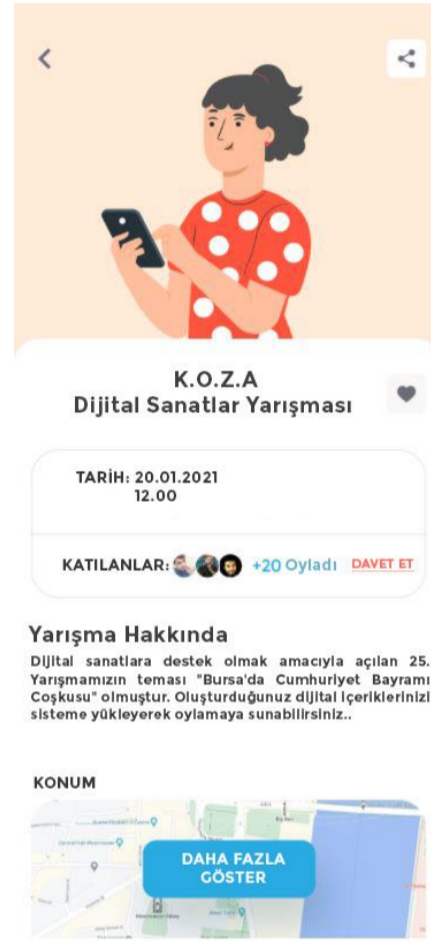 K.O.Z.A
Dijital Sanatlar Yarışması
TARİH: 20.01.2021
12.00
KATILANLAR: +20 Oyladı DAVET ET
Yarışma Hakkında
Dijital sanatlara destek olmak amacıyla açılan 25.
Yarışmamızın teması "Bursa'da Cumhuriyet Bayramı
Coşkusu" olmuştur. Oluşturduğunuz dijital içeriklerinizi
sisteme yükleyerek oylamaya sunabilirsiniz..
KONUM
DAHA FAZLA
GÖSTER